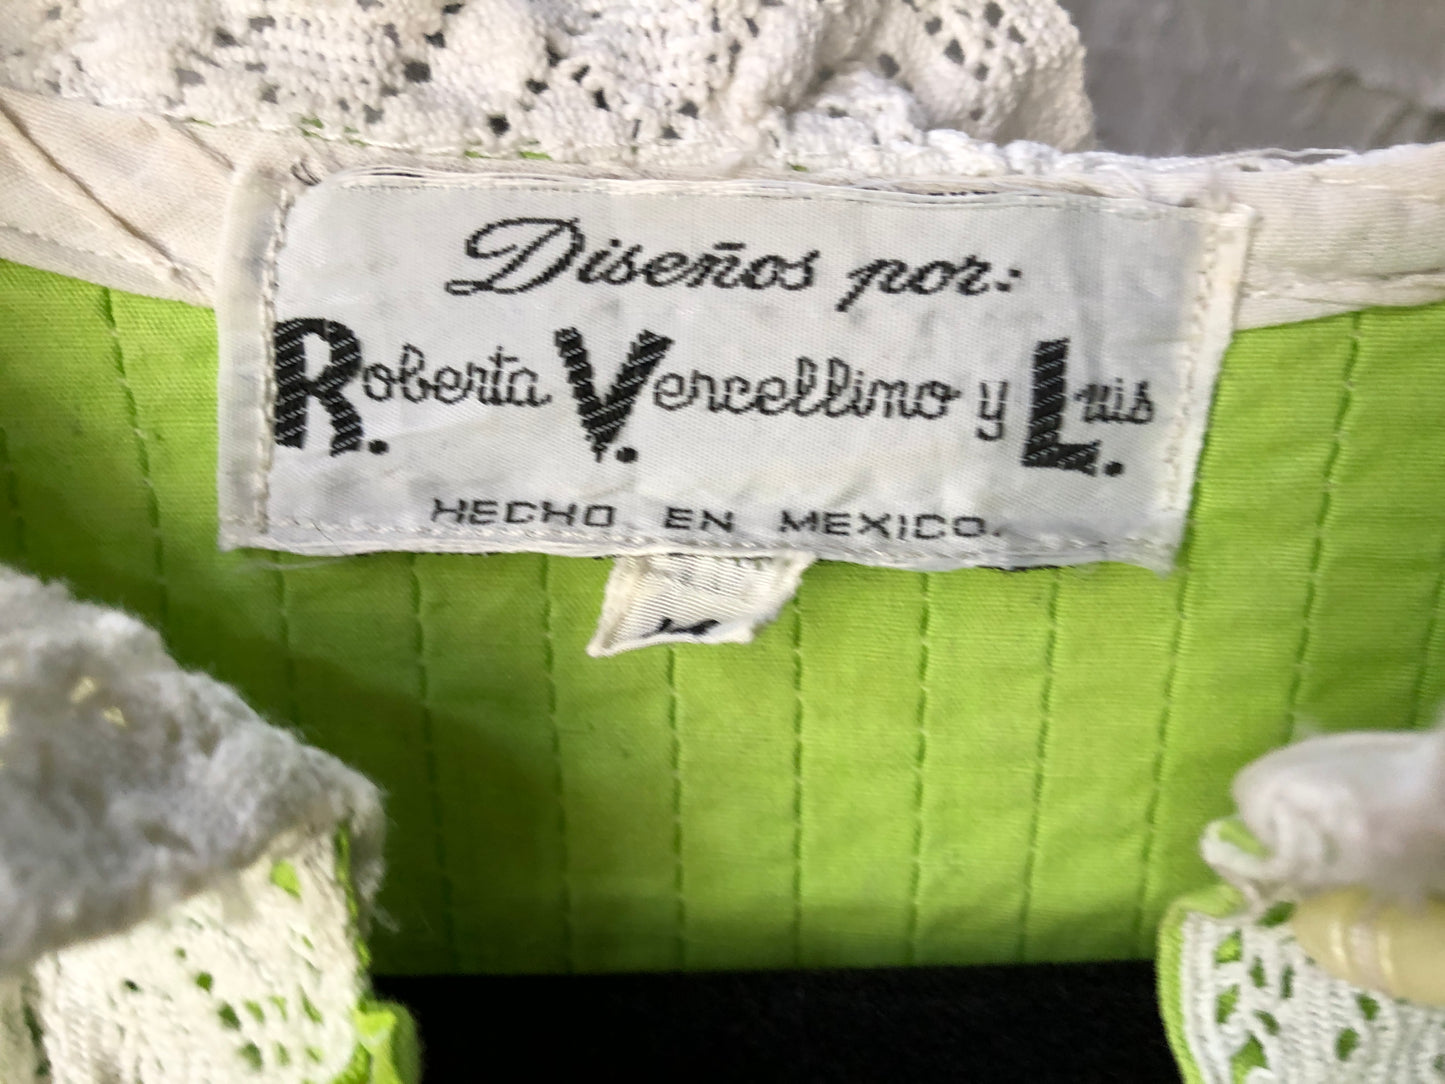 Diseños por:
Roberta. Vercellino. y Luis.
HECHO EN MEXICO.